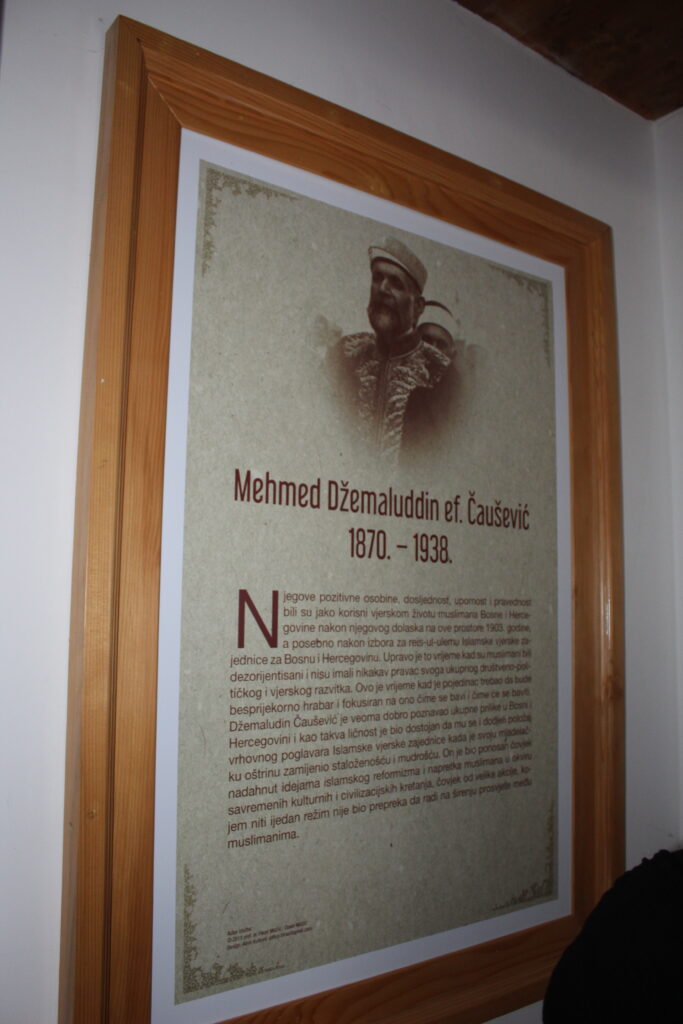 Mehmed Džemaluddin ef. Čaušević
1870. – 1938.
Njegove pozitivne osobine, dosljednost, upornost i pravednost
bili su jako korisni vjerskom životu muslimana Bosne i Herce-
govine nakon njegovog dolaska na ove prostore 1903. godine,
a posebno nakon izbora za reis-ul-ulemu Islamske vjerske za-
jednice za Bosnu i Hercegovinu. Upravo je to vrijeme kad su muslimani bili
dezorijentisani i nisu imali nikakav pravac svoga ukupnog društveno-poli-
tičkog i vjerskog razvitka. Ovo je vrijeme kad je pojedinac trebao da bude
besprijekorno hrabar i fokusiran na ono čime se bavi i čime će se baviti.
Džemaludin Čaušević je veoma dobro poznavao ukupne prilike u Bosni i
Hercegovini i kao takva ličnost je bio dostojan da mu se i dodjeli položaj
vrhovnog poglavara Islamske vjerske zajednice kada je svoju mladelač-
ku oštrinu zamijenio staloženošću i mudrošću. On je bio ponosan čovjek
nadahnut idejama islamskog reformizma i napretka muslimana u okviru
savremenih kulturnih i civilizacijskih kretanja, čovjek od velike akcije, ko-
jem niti ijedan režim nije bio prepreka da radi na širenju prosvjete među
muslimanima.